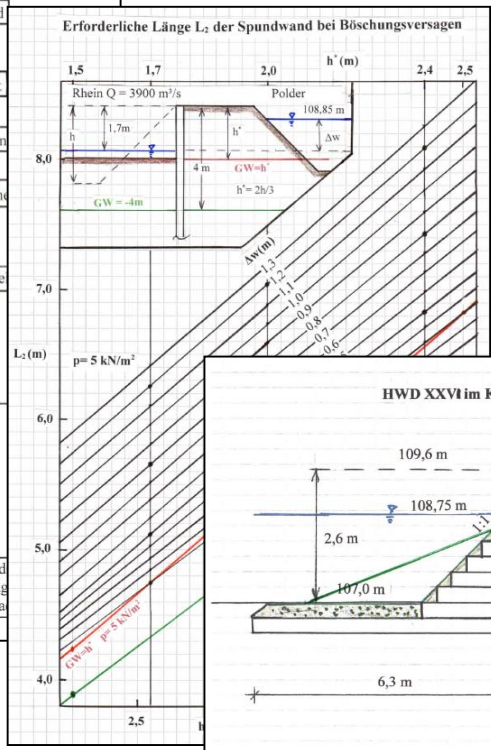 Erforderliche Länge L₂ der Spundwand bei Böschungsversagen
h* (m)
1,5 1,7 2,0 2,4 2,5
Rhein Q = 3900 m³/s Polder
108,85 m
h 1,7m h* Δw
8,0
4 m GW=h*
h*= 2h/3
GW = -4m
Δw(m)
1,3
1,2
1,1
1,0
0,9
0,8
0,7
0,6
7,0
L₂ (m) p= 5 kN/m²
6,0
5,0
GW=h* p= 5 kN/m²
4,0
2,5 h
109,6 m
108,75 m
1:1
2,6 m
107,0 m
6,3 m